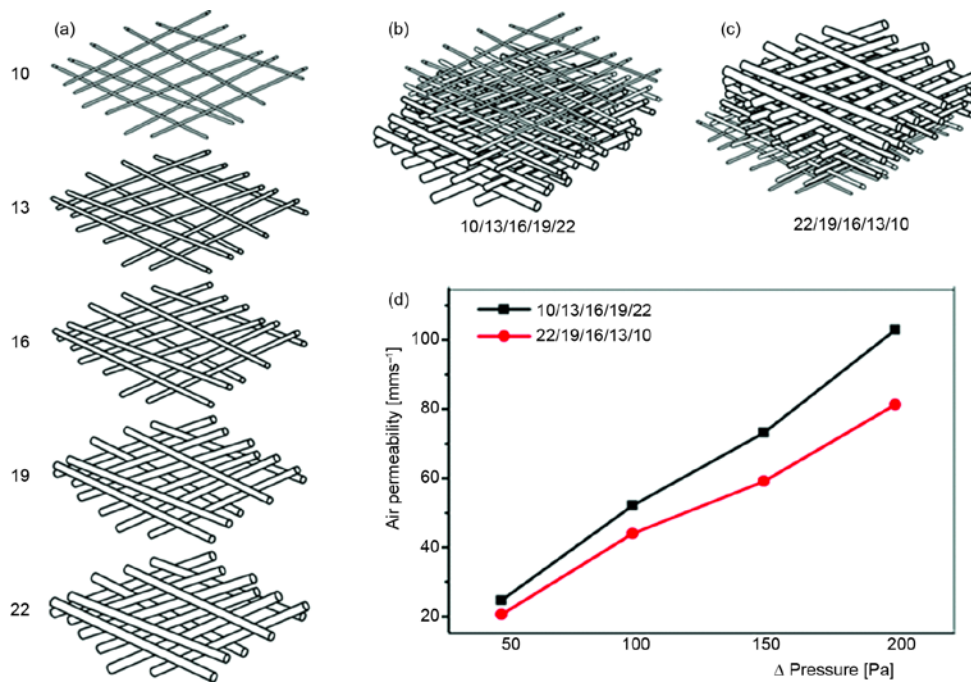 (a)
10
13
16
19
22
(b)
10/13/16/19/22
(c)
22/19/16/13/10
(d)
10/13/16/19/22
22/19/16/13/10
Air permeability [mms⁻¹]
100
80
60
40
20
50 100 150 200
Δ Pressure [Pa]